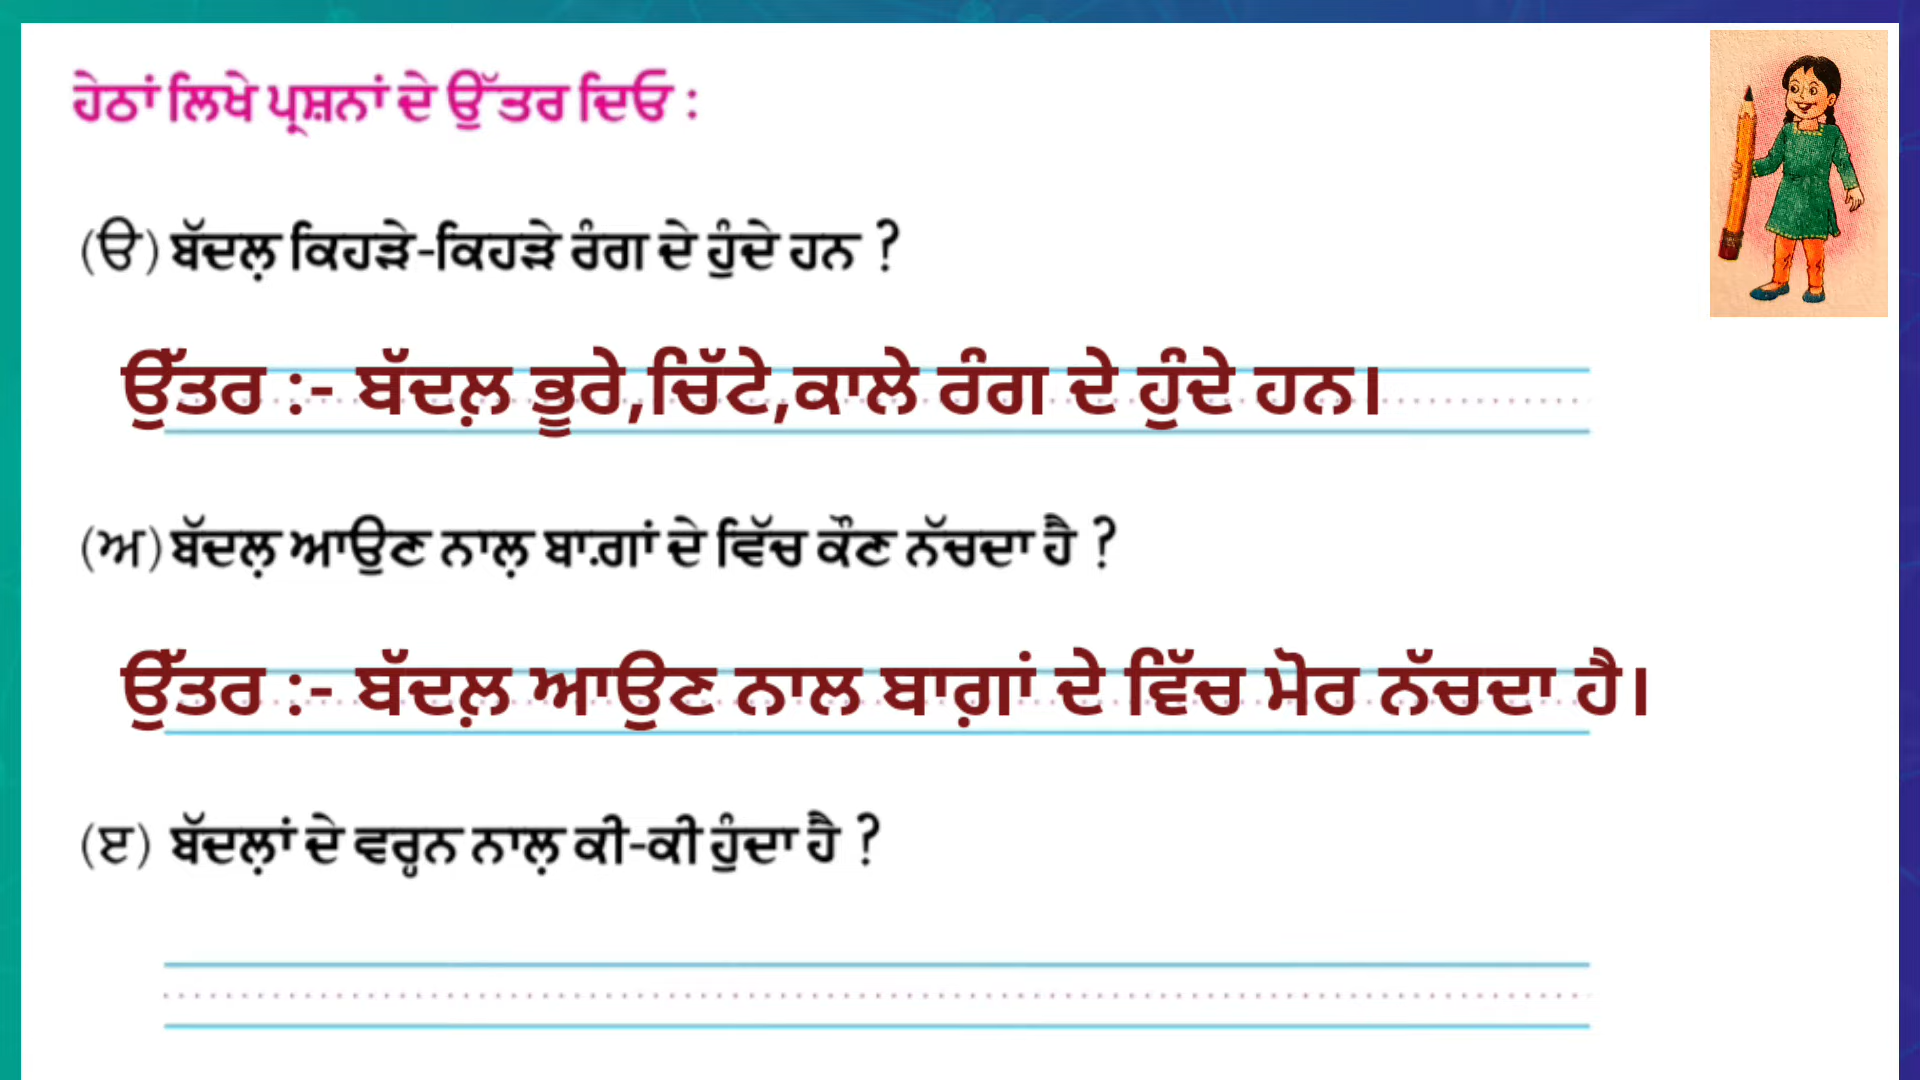 ਹੇਠਾਂ ਲਿਖੇ ਪ੍ਰਸ਼ਨਾਂ ਦੇ ਉੱਤਰ ਦਿਓ :
(ੳ) ਬੱਦਲ਼ ਕਿਹੜੇ-ਕਿਹੜੇ ਰੰਗ ਦੇ ਹੁੰਦੇ ਹਨ ?
ਉੱਤਰ :- ਬੱਦਲ਼ ਭੂਰੇ,ਚਿੱਟੇ,ਕਾਲੇ ਰੰਗ ਦੇ ਹੁੰਦੇ ਹਨ।
(ਅ) ਬੱਦਲ਼ ਆਉਣ ਨਾਲ਼ ਬਾਗ਼ਾਂ ਦੇ ਵਿੱਚ ਕੌਣ ਨੱਚਦਾ ਹੈ ?
ਉੱਤਰ :- ਬੱਦਲ਼ ਆਉਣ ਨਾਲ ਬਾਗ਼ਾਂ ਦੇ ਵਿੱਚ ਮੋਰ ਨੱਚਦਾ ਹੈ।
(ੲ) ਬੱਦਲ਼ਾਂ ਦੇ ਵਰ੍ਹਨ ਨਾਲ਼ ਕੀ-ਕੀ ਹੁੰਦਾ ਹੈ ?